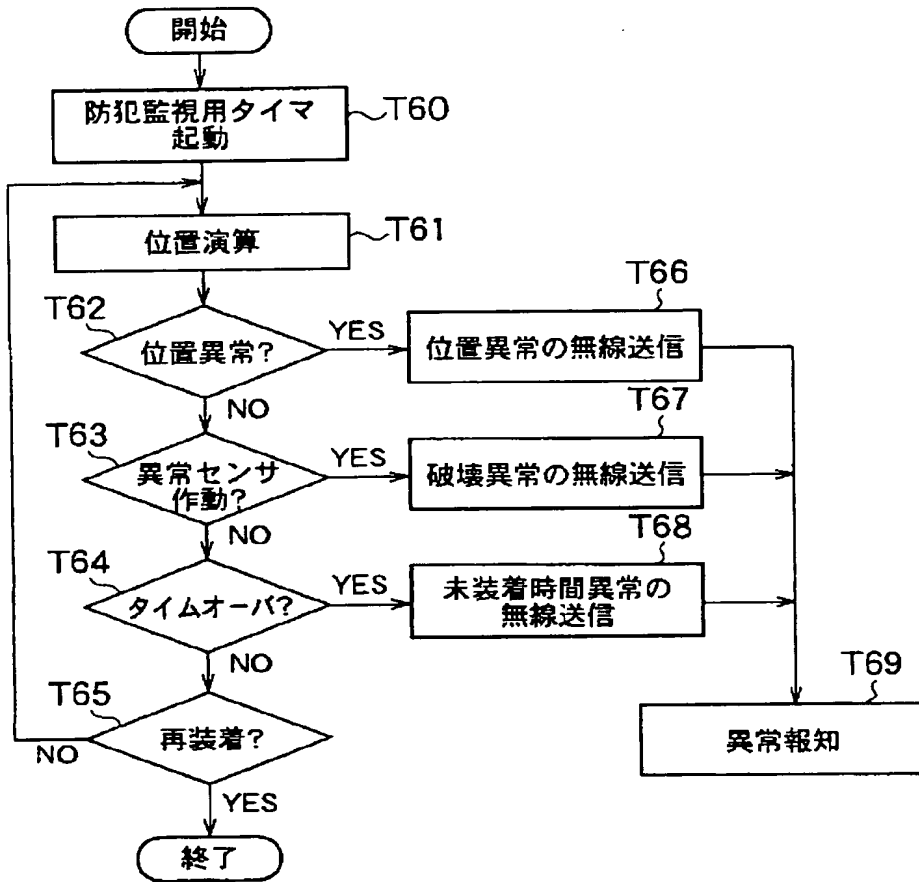 開始
防犯監視用タイマ
起動
T60
位置演算
T61
T62
位置異常?
YES
NO
T66
位置異常の無線送信
T63
異常センサ
作動?
YES
NO
T67
破壊異常の無線送信
T64
タイムオーバ?
YES
NO
T68
未装着時間異常の
無線送信
T65
再装着?
NO
YES
T69
異常報知
終了